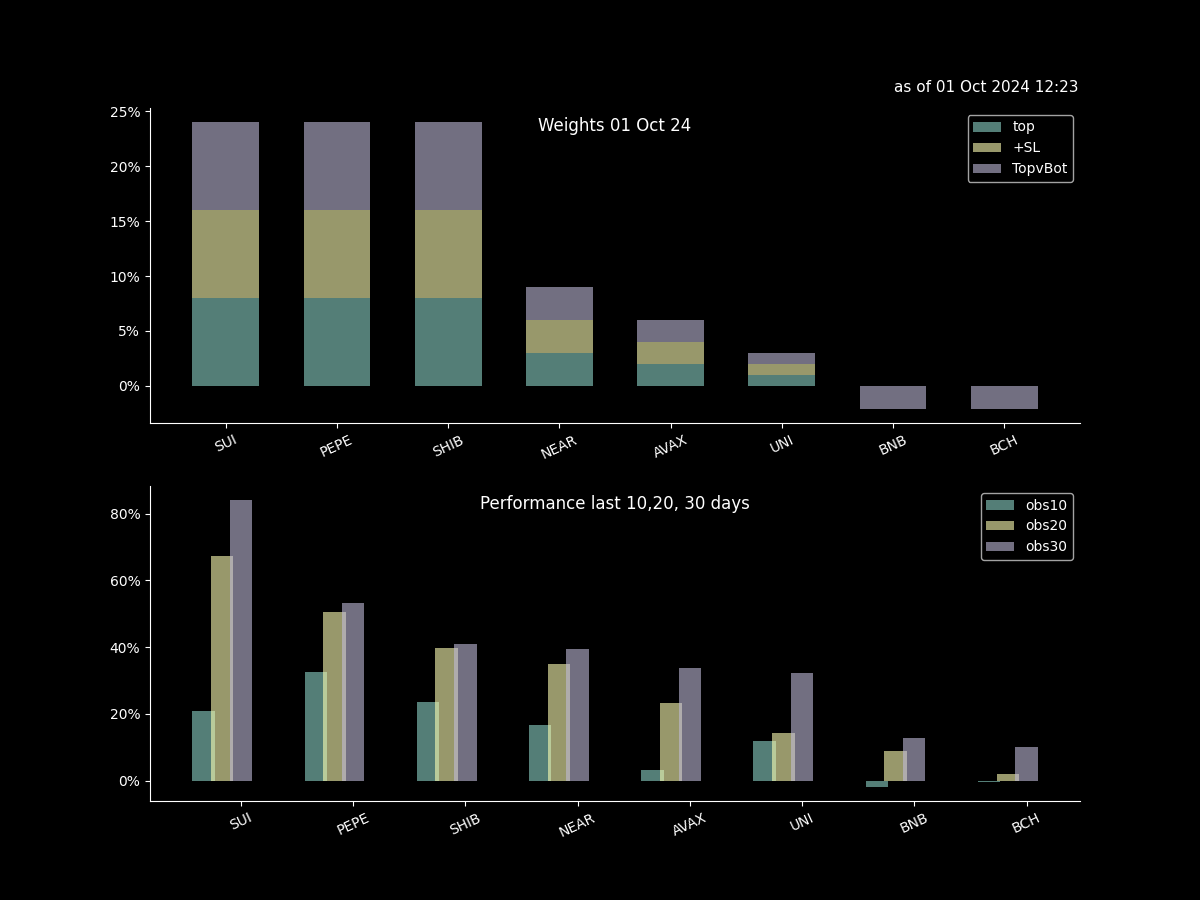 as of 01 Oct 2024 12:23
Weights 01 Oct 24
25%
20%
15%
10%
5%
0%
top
+SL
TopvBot
SUI
PEPE
SHIB
NEAR
AVAX
UNI
BNB
BCH
Performance last 10,20, 30 days
80%
60%
40%
20%
0%
obs10
obs20
obs30
SUI
PEPE
SHIB
NEAR
AVAX
UNI
BNB
BCH